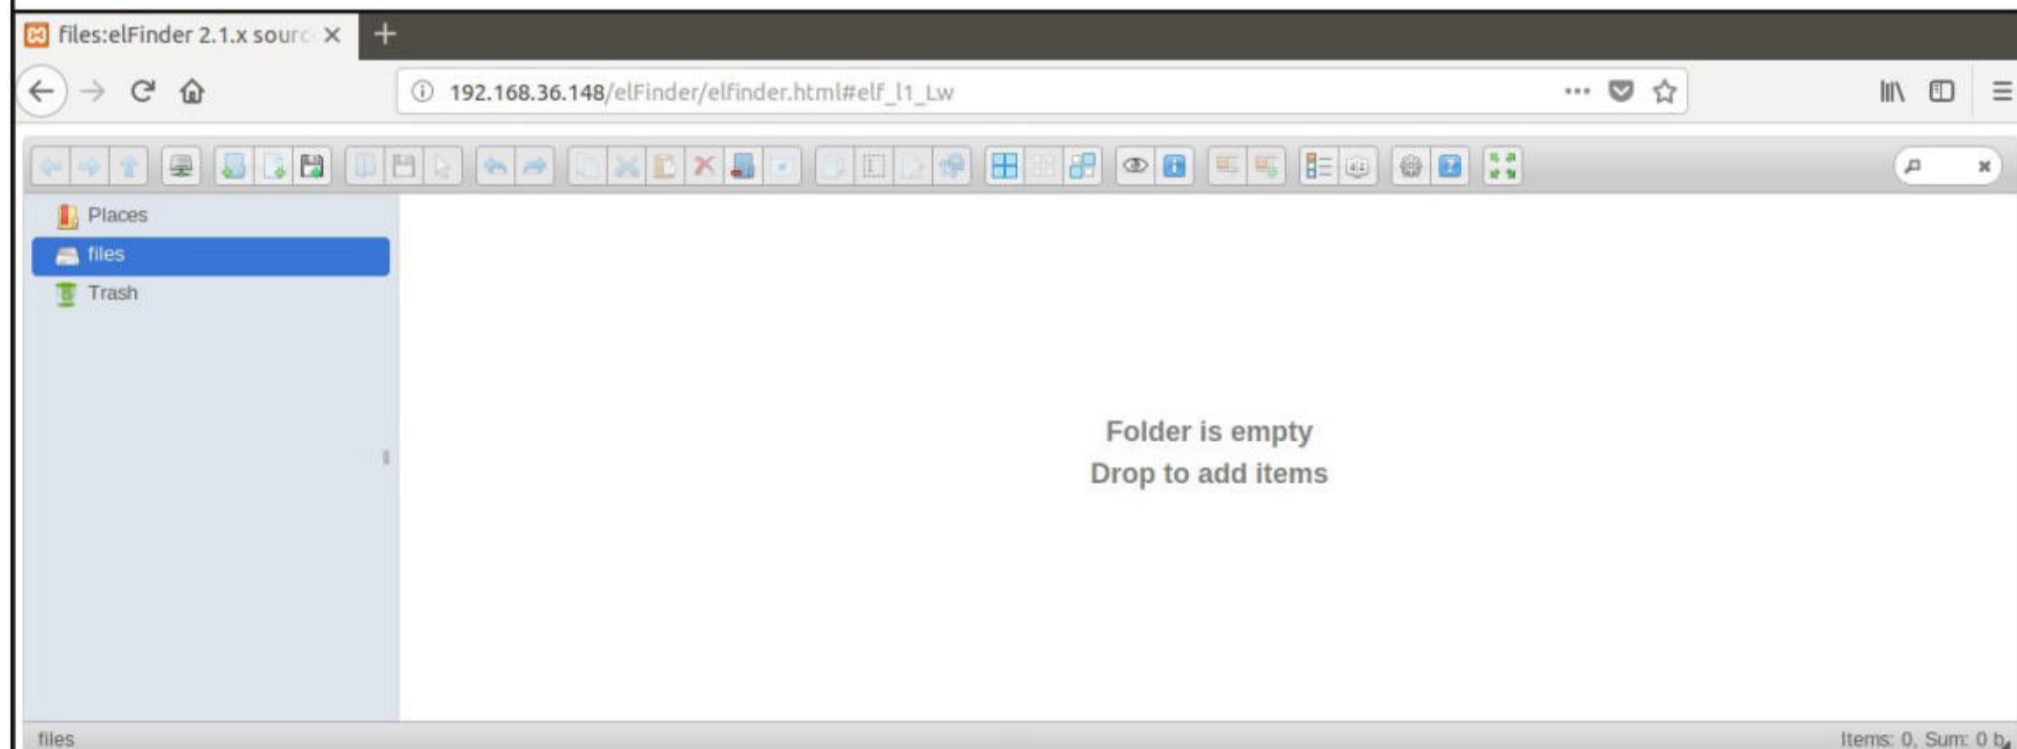 files:elFinder 2.1.x sourc
192.168.36.148/elFinder/elfinder.html#elf_l1_Lw
Places
files
Trash
Folder is empty
Drop to add items
files
Items: 0, Sum: 0 b